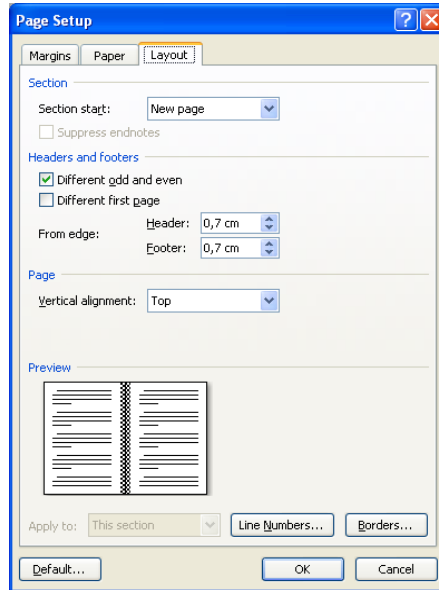 Page Setup
Margins Paper Layout
Section
Section start: New page
Suppress endnotes
Headers and footers
Different odd and even
Different first page
From edge: Header: 0,7 cm
Footer: 0,7 cm
Page
Vertical alignment: Top
Preview
Apply to: This section Line Numbers... Borders...
Default... OK Cancel